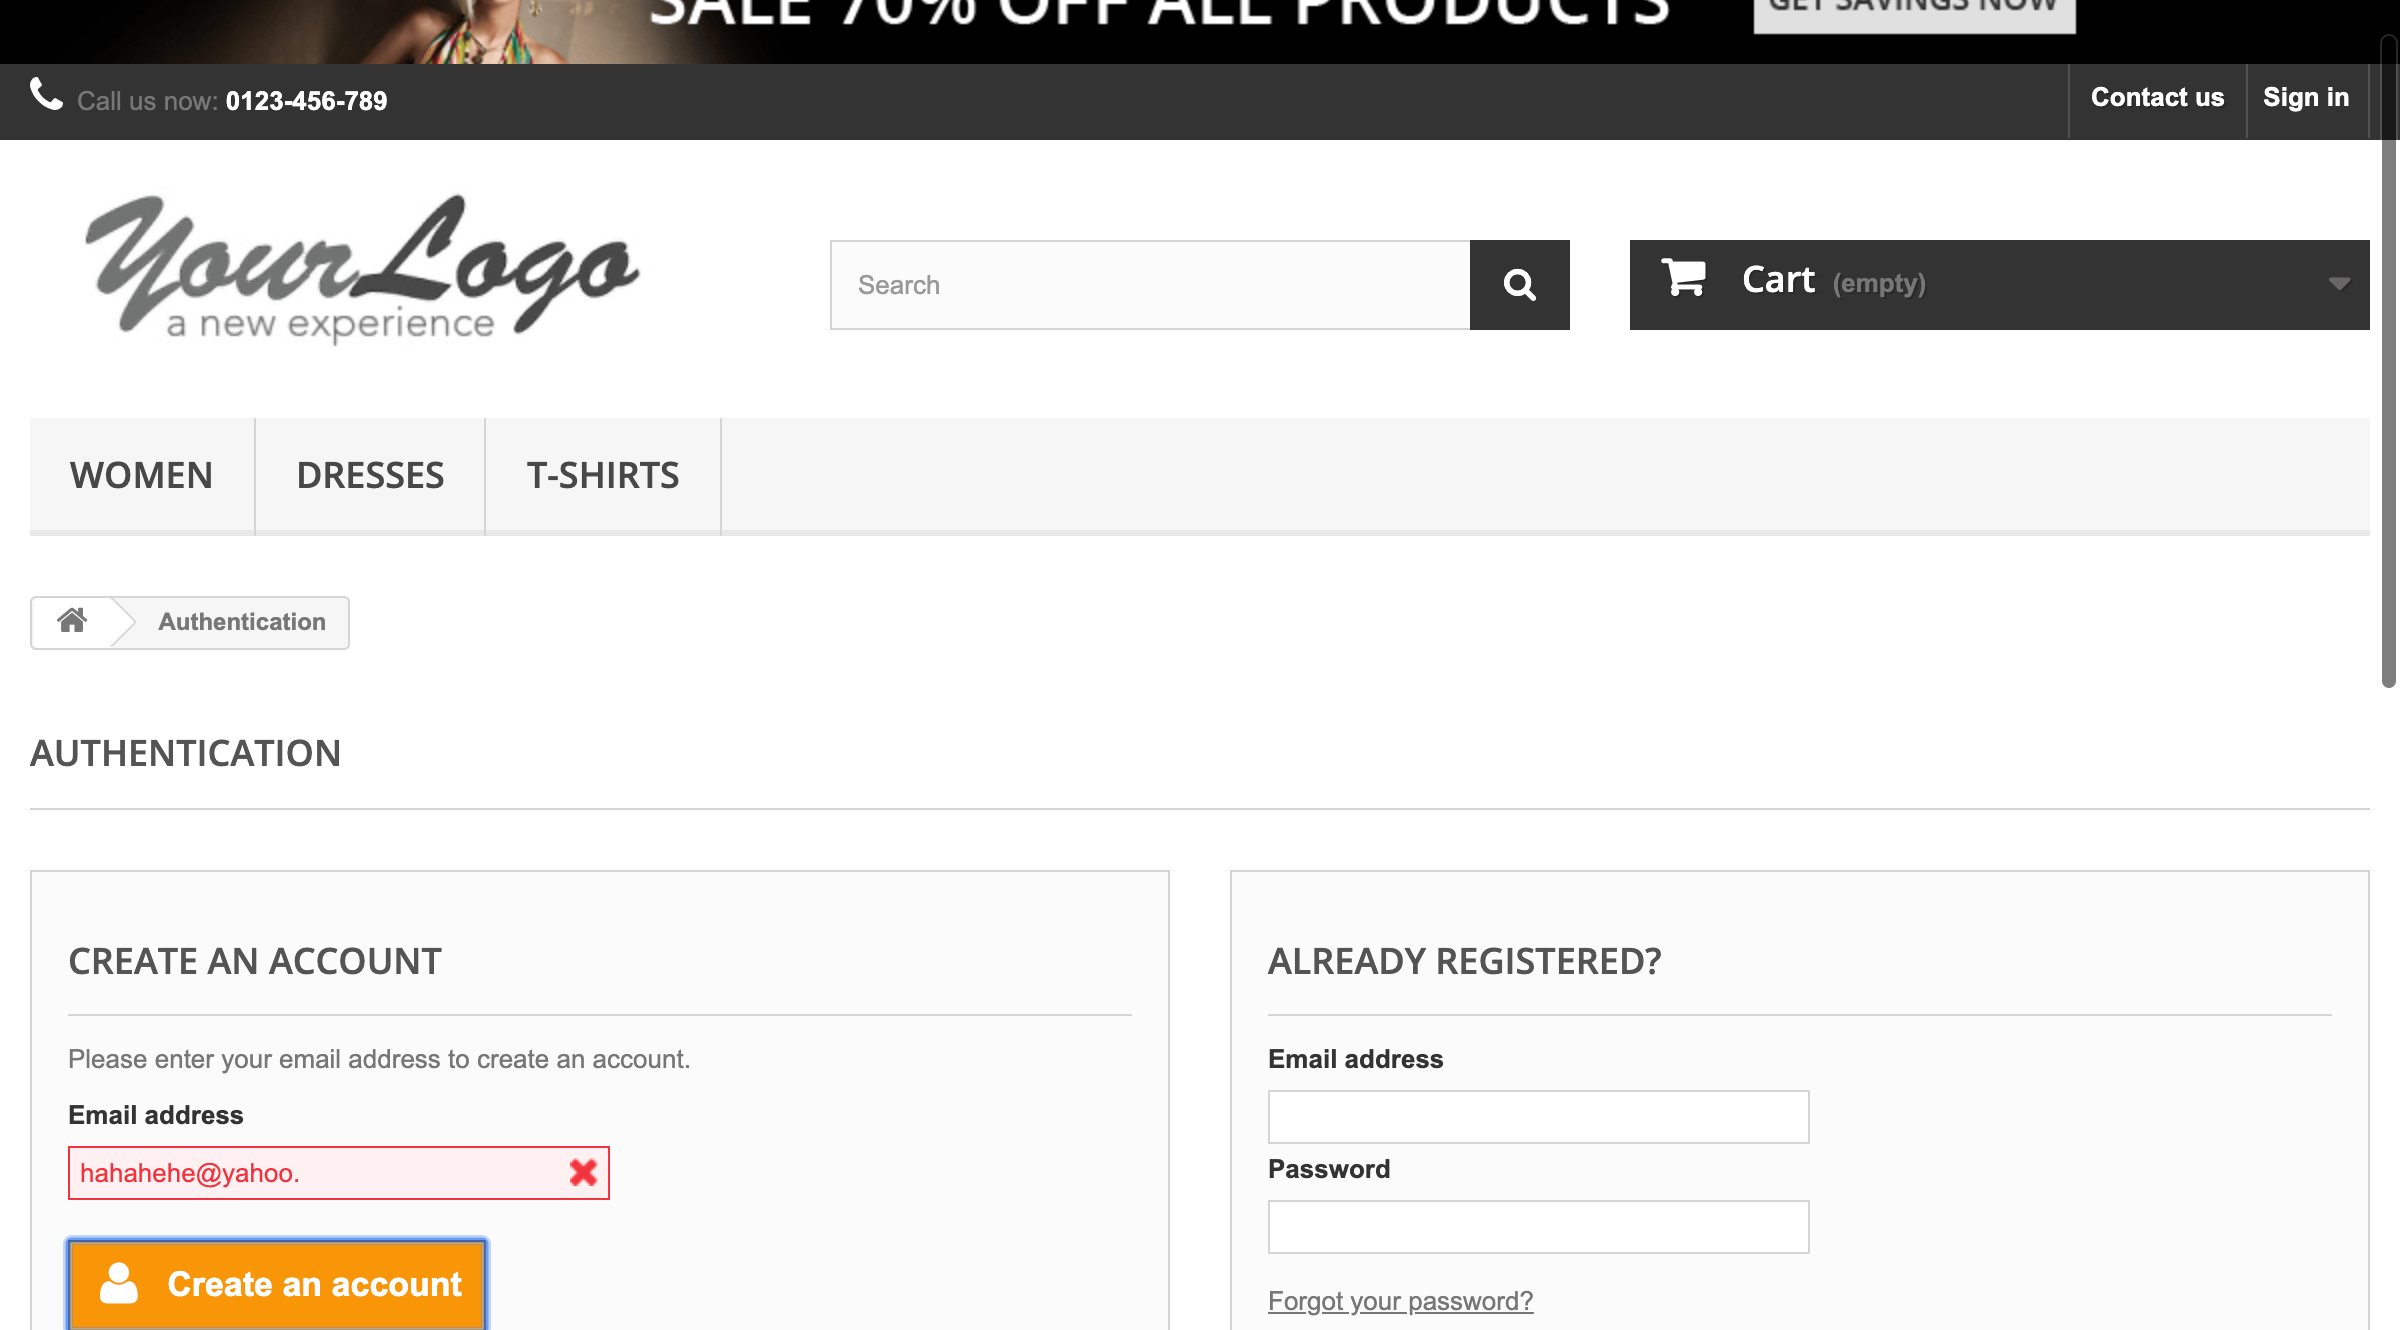 SALE 70% OFF ALL PRODUCTS
GET SAVINGS NOW
Call us now: 0123-456-789
Contact us
Sign in
Your Logo
a new experience
Search
Cart (empty)
WOMEN
DRESSES
T-SHIRTS
Authentication
AUTHENTICATION
CREATE AN ACCOUNT
Please enter your email address to create an account.
Email address
hahahehe@yahoo.
Create an account
ALREADY REGISTERED?
Email address
Password
Forgot your password?